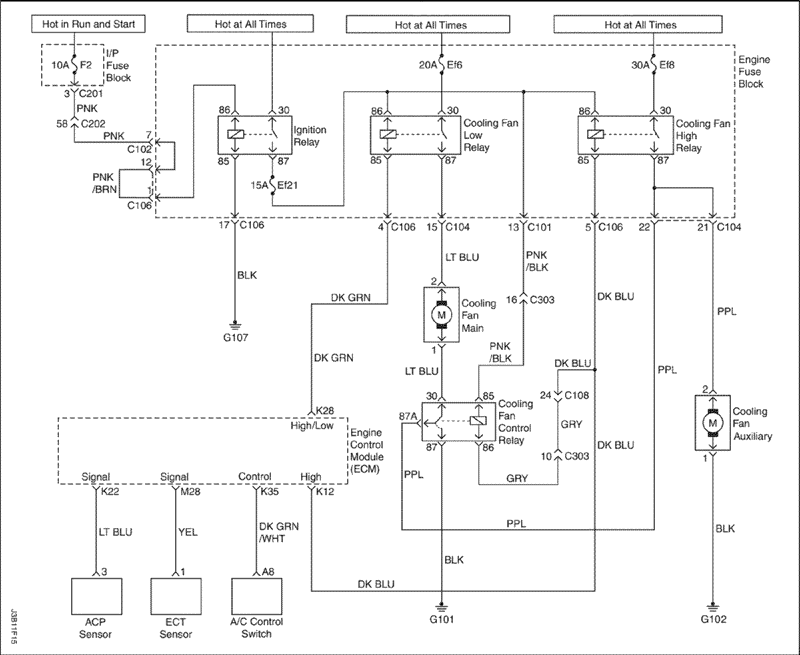 Hot in Run and Start
Hot at All Times
Hot at All Times
Hot at All Times
10A F2
I/P
Fuse
Block
3 C201
PNK
58 C202
PNK
7
C102
12
PNK
/BRN
1
C106
20A Ef6
30A Ef8
Engine
Fuse
Block
86 30
85 87
Ignition
Relay
15A Ef21
86 30
85 87
Cooling Fan
Low
Relay
86 30
85 87
Cooling Fan
High
Relay
17 C106
4 C106
15 C104
13 C101
5 C106
22
21 C104
BLK
G107
DK GRN
DK GRN
LT BLU
2
M
1
Cooling
Fan
Main
LT BLU
PNK
/BLK
16 C303
PNK
/BLK
DK BLU
DK BLU
24 C108
GRY
10 C303
GRY
DK BLU
PPL
PPL
30 85
87A
87 86
Cooling
Fan
Control
Relay
PPL
PPL
2
M
1
Cooling
Fan
Auxiliary
BLK
G102
K28
High/Low
Engine
Control
Module
(ECM)
Signal Signal Control High
K22 M28 K35 K12
LT BLU
YEL
DK GRN
/WHT
DK BLU
BLK
G101
3
ACP
Sensor
1
ECT
Sensor
A8
A/C Control
Switch
J3B11F15